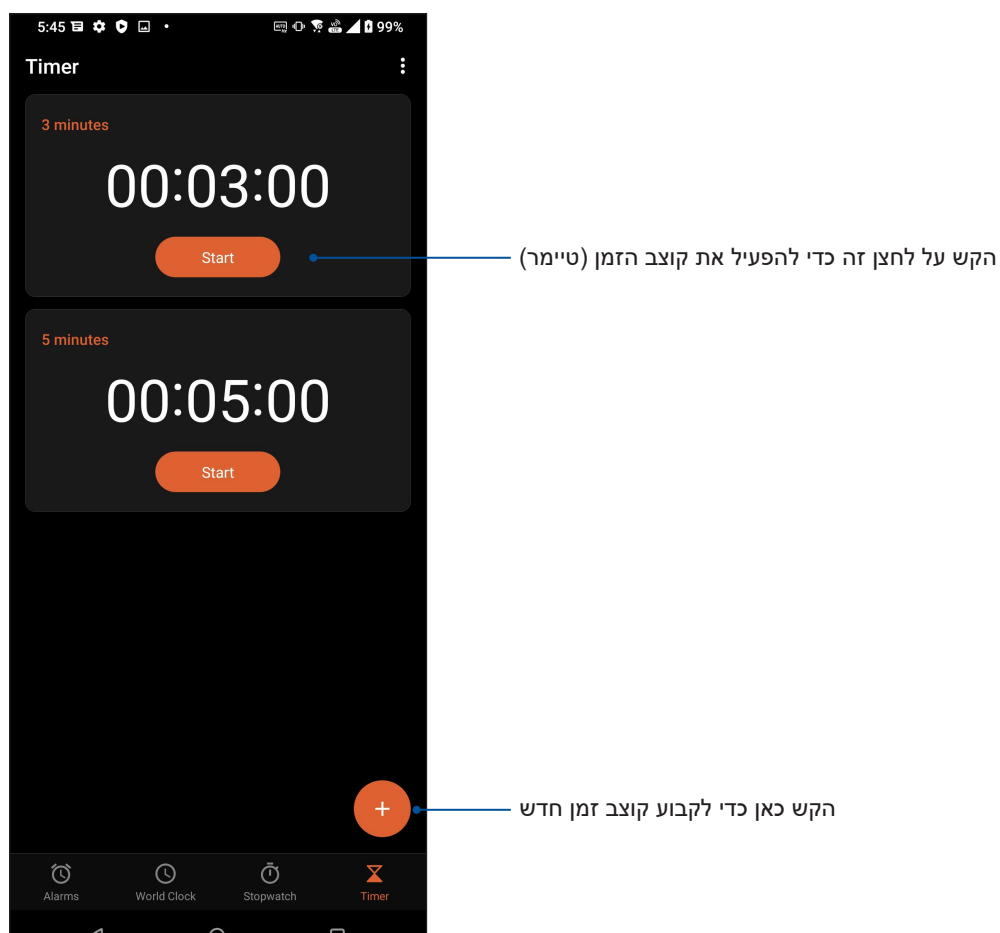 5:45 99%
Timer
3 minutes
00:03:00
Start
הקש על לחצן זה כדי להפעיל את קוצב הזמן (טיימר)
5 minutes
00:05:00
Start
+
הקש כאן כדי לקבוע קוצב זמן חדש
Alarms World Clock Stopwatch Timer